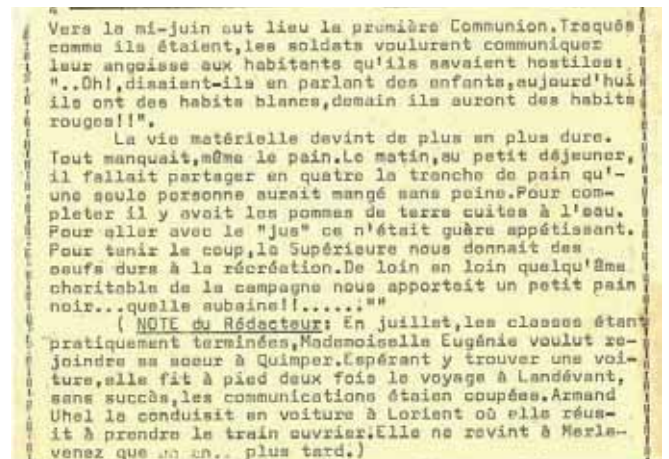 Vers la mi-juin eut lieu la première Communion.Traqués
comme ils étaient,les soldats voulurent communiquer
leur angoisse aux habitants qu'ils savaient hostiles:
"..Oh!,disaient-ils en parlant des enfants,aujourd'hui
ils ont des habits blancs,demain ils auront des habits
rouges!!".
La vie matérielle devint de plus en plus dure.
Tout manquait,même le pain.Le matin,au petit déjeuner,
il fallait partager en quatre la tranche de pain qu'-
une seule personne aurait mangé sans peine.Pour com-
pleter il y avait les pommes de terre cuites à l'eau.
Pour aller avec le "jus" ce n'était guère appétissant.
Pour tenir le coup,la Supérieure nous donnait des
oeufs durs à la récréation.De loin en loin quelqu'âme
charitable de la campagne nous apportait un petit pain
noir...quelle aubaine!!.....:""
( NOTE du Rédacteur: En juillet,les classes étant
pratiquement terminées,Mademoiselle Eugénie voulut re-
joindre sa soeur à Quimper.Espérant y trouver une voi-
ture,elle fit à pied deux fois le voyage à Landévant,
sans succès,les communications étaien coupées.Armand
Uhel la conduisit en voiture à Lorient où elle réus-
it à prendre le train ouvrier.Elle ne revint à Merle-
venez que plus tard.)